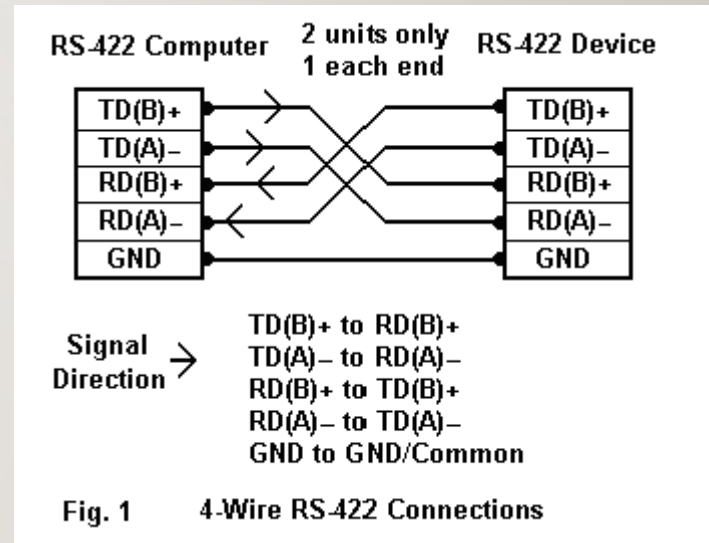 RS-422 Computer
2 units only
1 each end
RS-422 Device
TD(B)+
TD(A)–
RD(B)+
RD(A)–
GND
TD(B)+
TD(A)–
RD(B)+
RD(A)–
GND
Signal
Direction
TD(B)+ to RD(B)+
TD(A)– to RD(A)–
RD(B)+ to TD(B)+
RD(A)– to TD(A)–
GND to GND/Common
Fig. 1 4-Wire RS-422 Connections